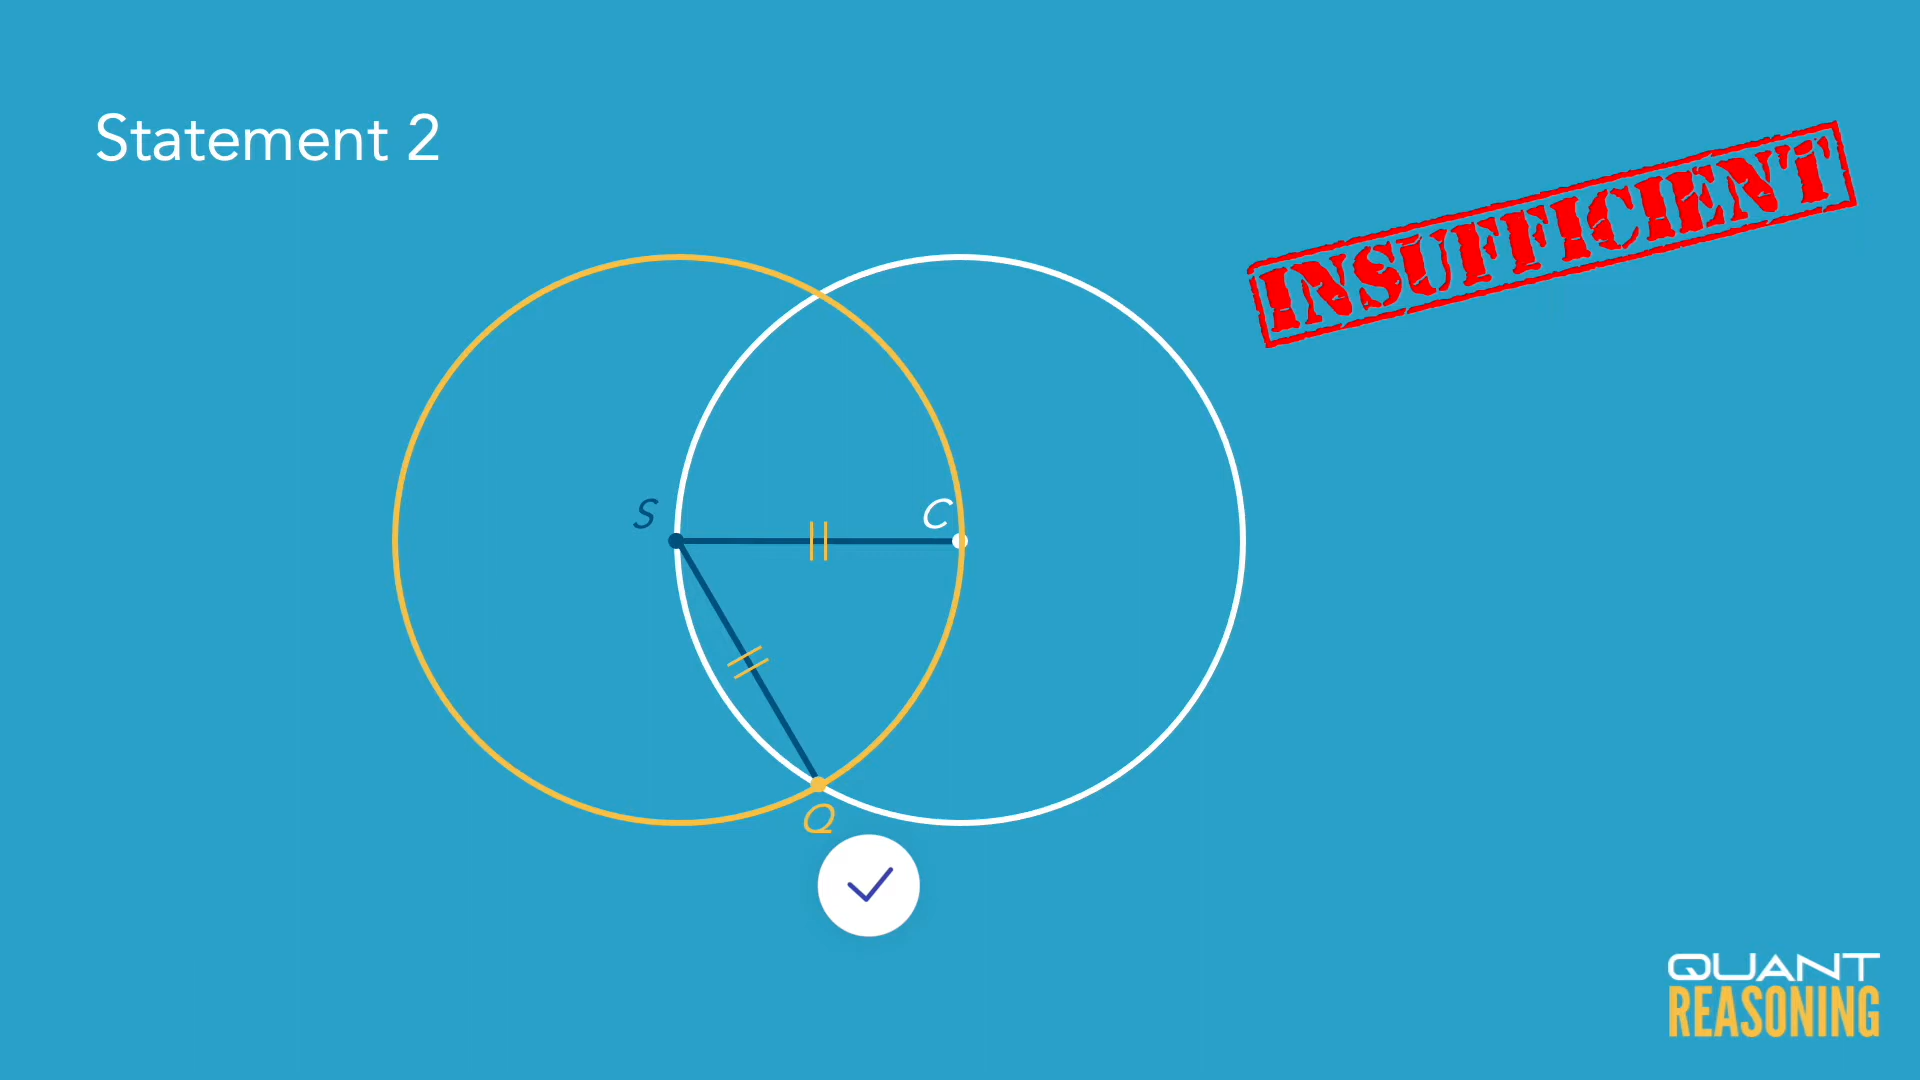 Statement 2
INSUFFICIENT
S
C
Q
QUANT
REASONING